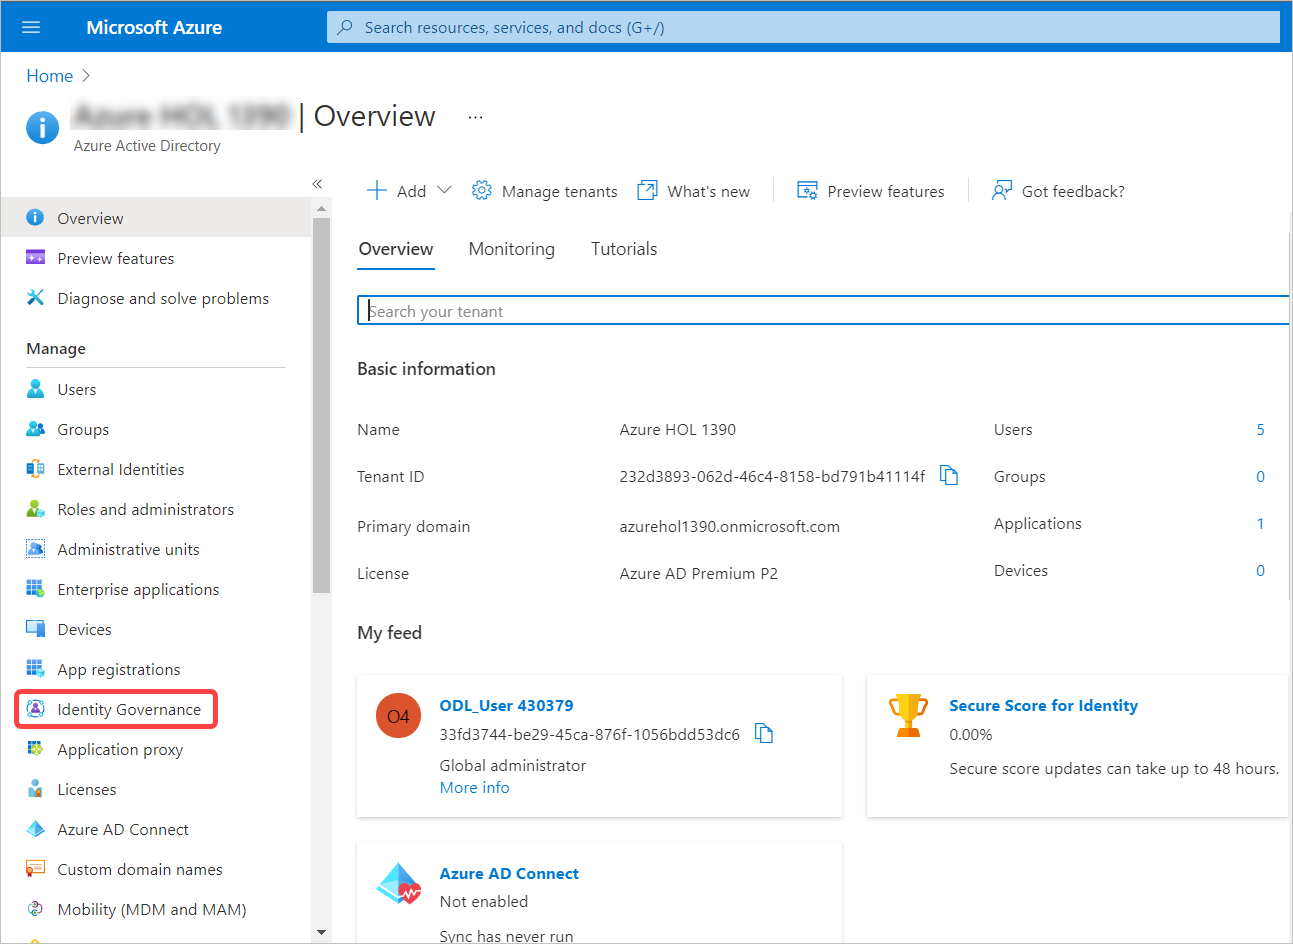 Microsoft Azure
Search resources, services, and docs (G+/)
Home
| Overview
...
Azure Active Directory
«
Overview
Preview features
Diagnose and solve problems
Manage
Users
Groups
External Identities
Roles and administrators
Administrative units
Enterprise applications
Devices
App registrations
Identity Governance
Application proxy
Licenses
Azure AD Connect
Custom domain names
Mobility (MDM and MAM)
Add
Manage tenants
What's new
Preview features
Got feedback?
Overview
Monitoring
Tutorials
Search your tenant
Basic information
Name
Azure HOL 1390
Users
5
Tenant ID
232d3893-062d-46c4-8158-bd791b41114f
Groups
0
Primary domain
azurehol1390.onmicrosoft.com
Applications
1
License
Azure AD Premium P2
Devices
0
My feed
O4
ODL_User 430379
33fd3744-be29-45ca-876f-1056bdd53dc6
Global administrator
More info
Secure Score for Identity
0.00%
Secure score updates can take up to 48 hours.
Azure AD Connect
Not enabled
Sync has never run